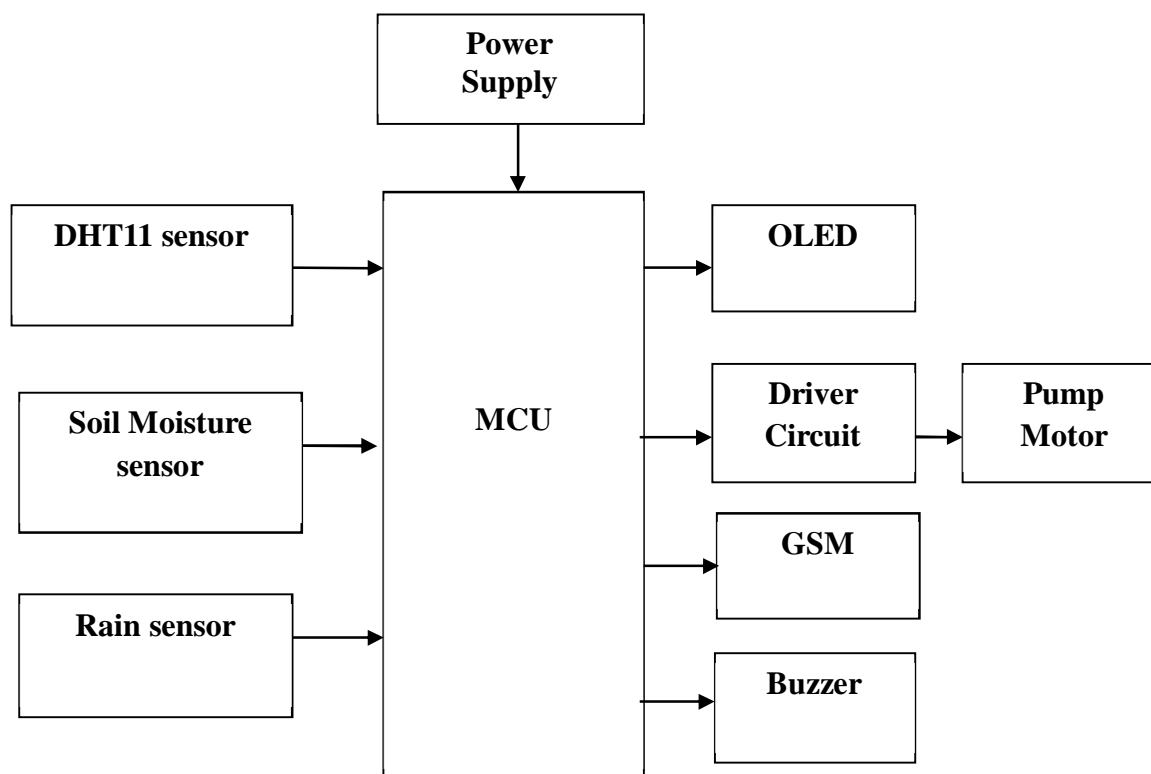 Power
Supply
DHT11 sensor
OLED
Soil Moisture
sensor
MCU
Driver
Circuit
Pump
Motor
GSM
Rain sensor
Buzzer